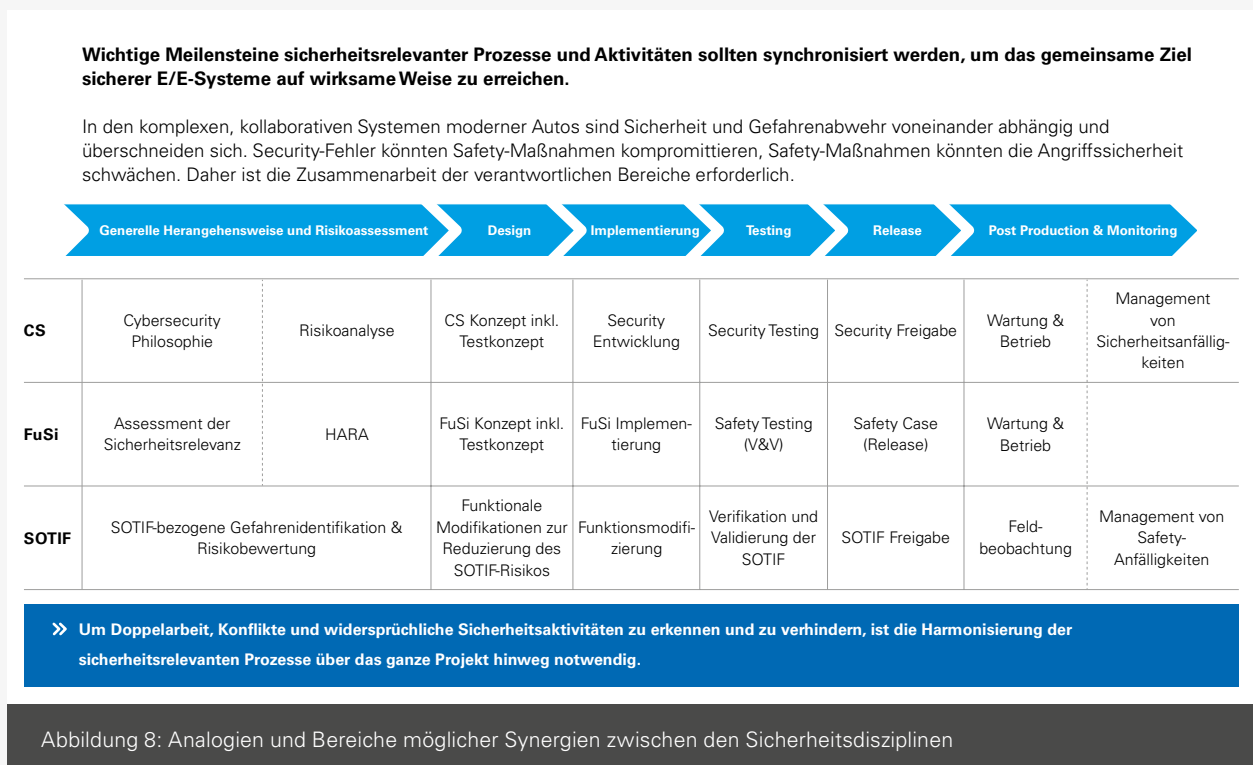 Wichtige Meilensteine sicherheitsrelevanter Prozesse und Aktivitäten sollten synchronisiert werden, um das gemeinsame Ziel
sicherer E/E-Systeme auf wirksame Weise zu erreichen.
In den komplexen, kollaborativen Systemen moderner Autos sind Sicherheit und Gefahrenabwehr voneinander abhängig und
überschneiden sich. Security-Fehler könnten Safety-Maßnahmen kompromittieren, Safety-Maßnahmen könnten die Angriffssicherheit
schwächen. Daher ist die Zusammenarbeit der verantwortlichen Bereiche erforderlich.
Generelle Herangehensweise und Risikoassessment
Design
Implementierung
Testing
Release
Post Production & Monitoring
CS
Cybersecurity
Philosophie
Risikoanalyse
CS Konzept inkl.
Testkonzept
Security
Entwicklung
Security Testing
Security Freigabe
Wartung &
Betrieb
Management
von
Sicherheitsanfällig-
keiten
FuSi
Assessment der
Sicherheitsrelevanz
HARA
FuSi Konzept inkl.
Testkonzept
FuSi Implemen-
tierung
Safety Testing
(V&V)
Safety Case
(Release)
Wartung &
Betrieb
SOTIF
SOTIF-bezogene Gefahrenidentifikation &
Risikobewertung
Funktionale
Modifikationen zur
Reduzierung des
SOTIF-Risikos
Funktionsmodifi-
zierung
Verifikation und
Validierung der
SOTIF
SOTIF Freigabe
Feld-
beobachtung
Management von
Safety-
Anfälligkeiten
» Um Doppelarbeit, Konflikte und widersprüchliche Sicherheitsaktivitäten zu erkennen und zu verhindern, ist die Harmonisierung der
sicherheitsrelevanten Prozesse über das ganze Projekt hinweg notwendig.
Abbildung 8: Analogien und Bereiche möglicher Synergien zwischen den Sicherheitsdisziplinen